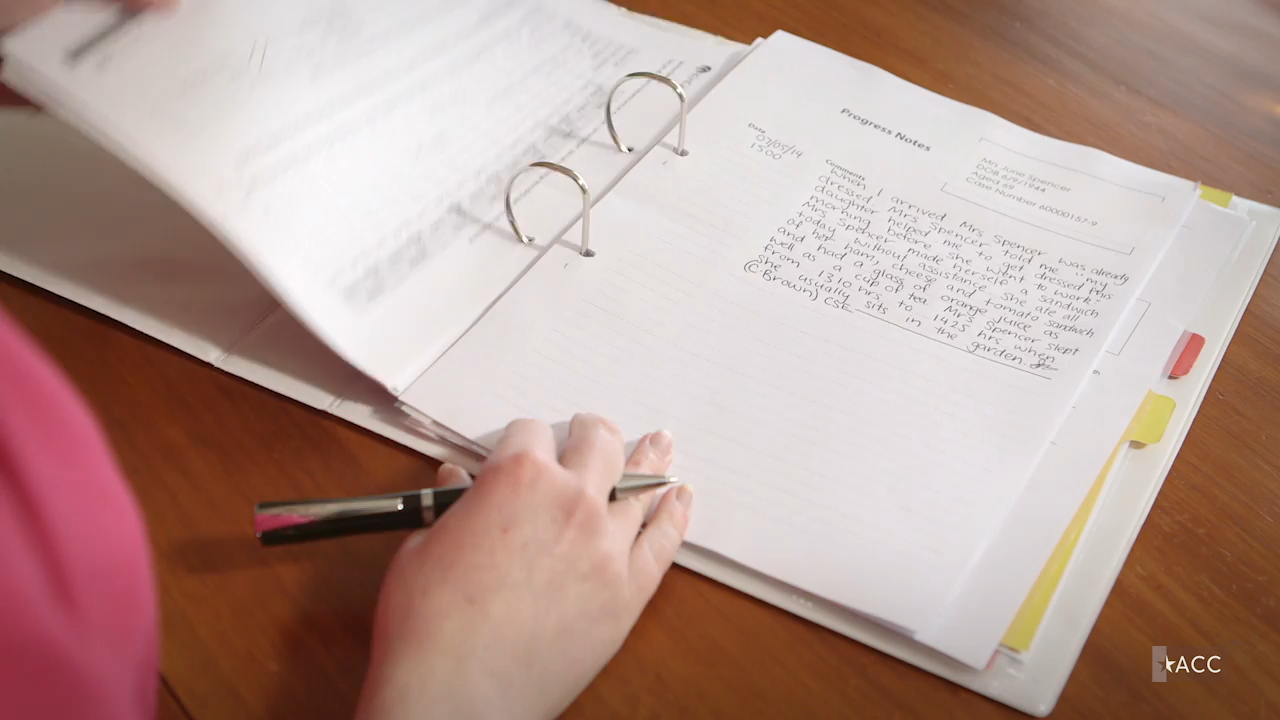 Progress Notes
Mrs June Spencer
DOB 6/9/1944
Aged 69
Case Number 60000157-9
Date
07/05/14
1500
Comments
When I arrived Mrs Spencer was already
dressed. Mrs Spencer told me my
daughter helped her to get dressed this
morning before she went to work.
Mrs Spencer made herself a sandwich
today without assistance. She ate all
of her ham, cheese and tomato sandwich
and had a glass of orange juice as
well as a cup of tea. Mrs Spencer slept
from 1310 hrs to 1425 hrs when
she usually sits in the garden.
(C Brown) CSE
ACC